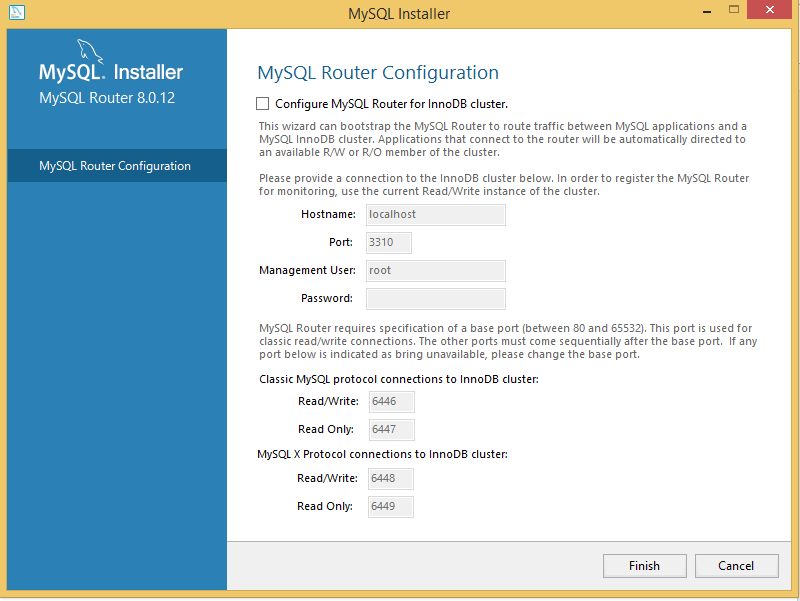 MySQL Installer
MySQL. Installer
MySQL Router 8.0.12
MySQL Router Configuration
MySQL Router Configuration
Configure MySQL Router for InnoDB cluster.
This wizard can bootstrap the MySQL Router to route traffic between MySQL applications and a
MySQL InnoDB cluster. Applications that connect to the router will be automatically directed to
an available R/W or R/O member of the cluster.
Please provide a connection to the InnoDB cluster below. In order to register the MySQL Router
for monitoring, use the current Read/Write instance of the cluster.
Hostname: localhost
Port: 3310
Management User: root
Password:
MySQL Router requires specification of a base port (between 80 and 65532). This port is used for
classic read/write connections. The other ports must come sequentially after the base port. If any
port below is indicated as bring unavailable, please change the base port.
Classic MySQL protocol connections to InnoDB cluster:
Read/Write: 6446
Read Only: 6447
MySQL X Protocol connections to InnoDB cluster:
Read/Write: 6448
Read Only: 6449
Finish Cancel